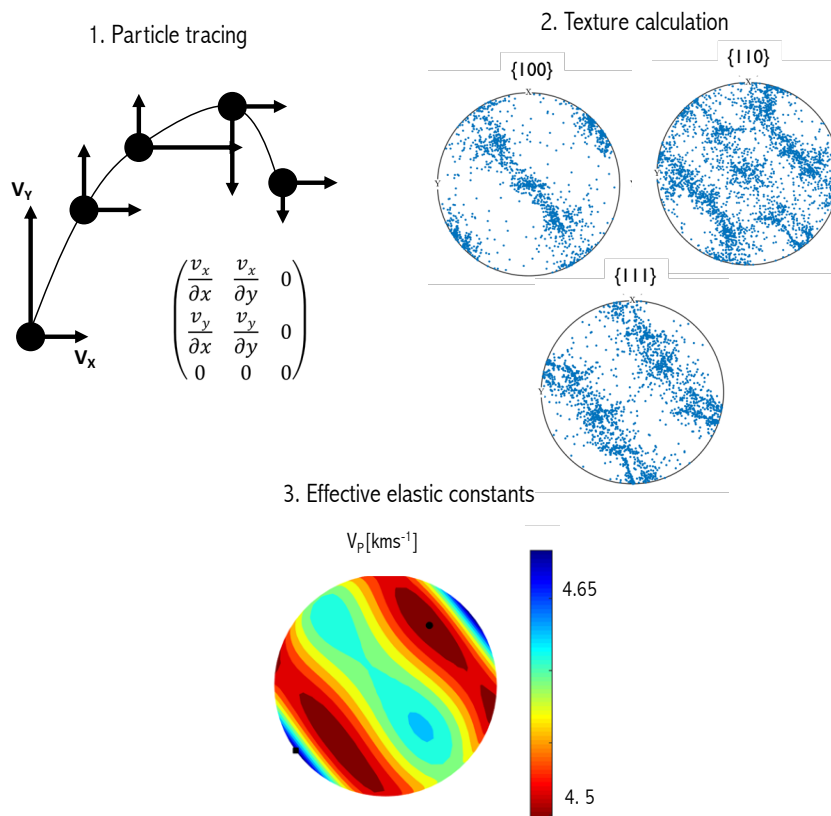 1. Particle tracing
2. Texture calculation
{100}
{110}
X
X
Y
Y
{111}
X
Y
V_Y
V_X
v_x/∂x v_x/∂y 0
v_y/∂x v_y/∂y 0
0 0 0
3. Effective elastic constants
V_P[kms⁻¹]
4.65
4. 5